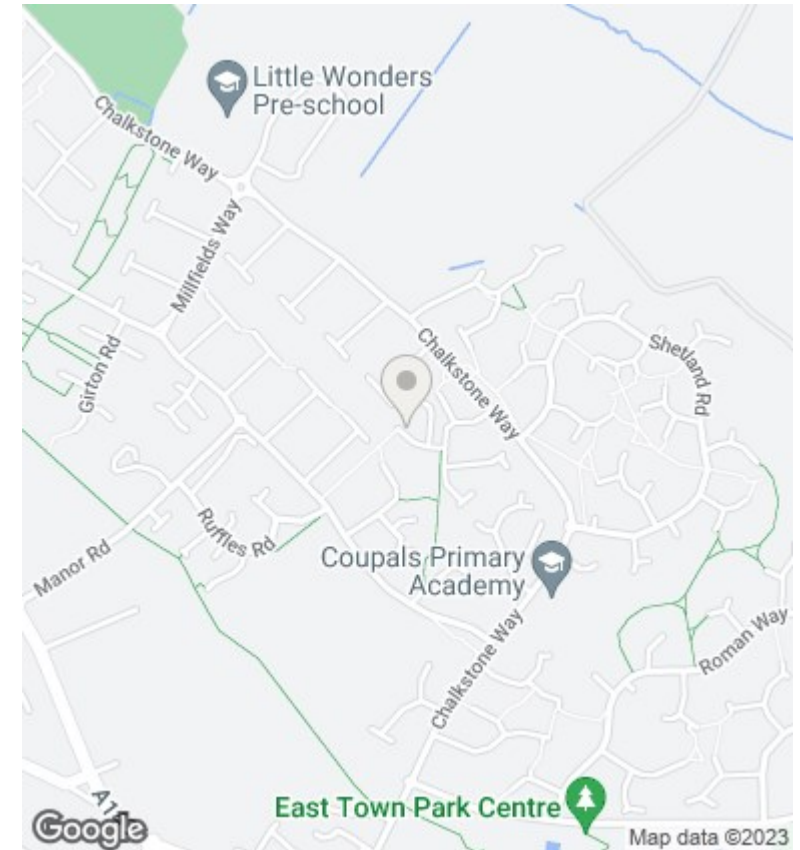 Little Wonders
Pre-school
Chalkstone Way
Millfields Way
Girton Rd
Chalkstone Way
Shetland Rd
Ruffles Rd
Manor Rd
Coupals Primary
Academy
Chalkstone Way
Roman Way
East Town Park Centre
Google
Map data ©2023